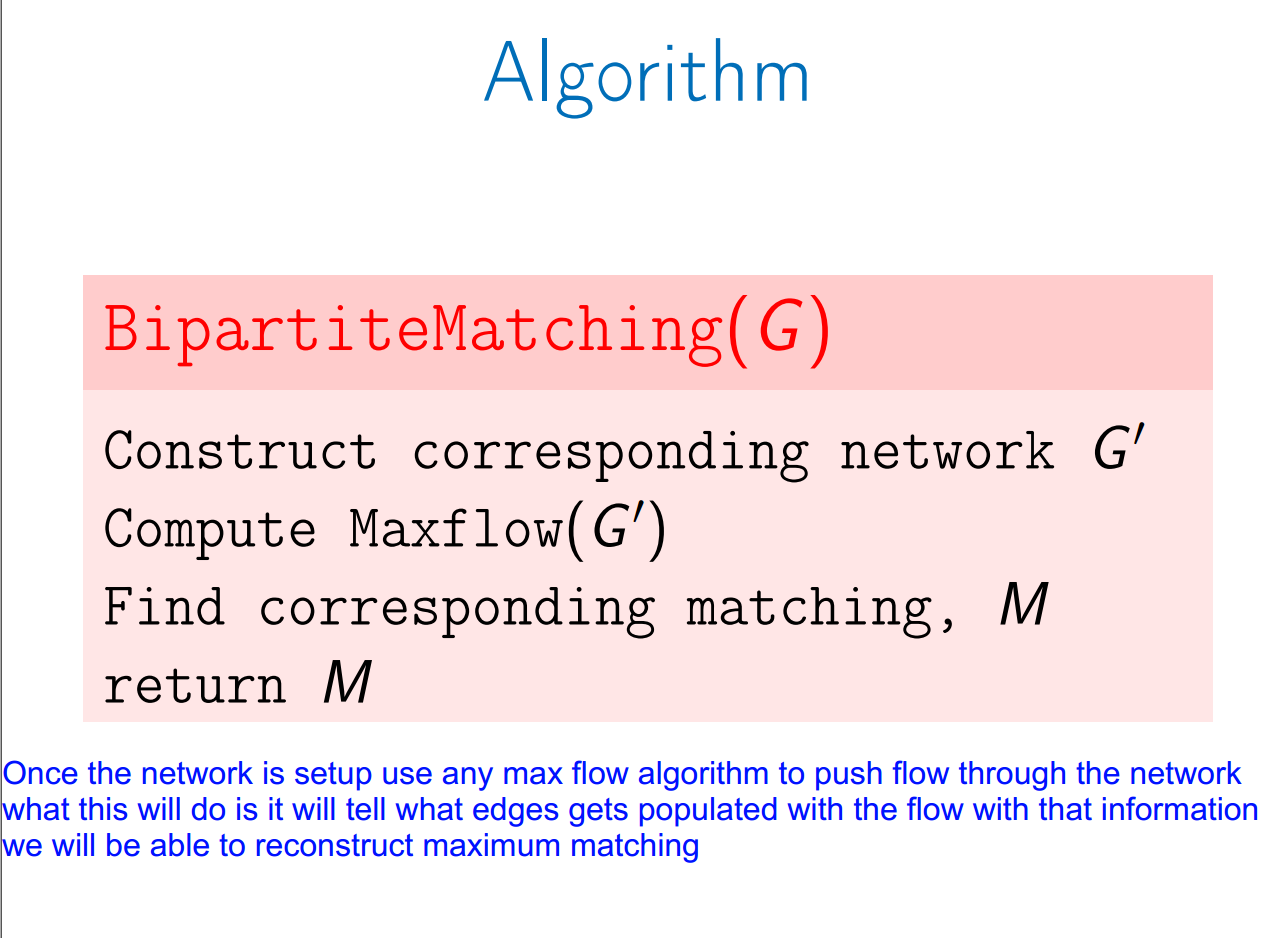 Algorithm
BipartiteMatching(G)
Construct corresponding network G′
Compute Maxflow(G′)
Find corresponding matching, M
return M
Once the network is setup use any max flow algorithm to push flow through the network
what this will do is it will tell what edges gets populated with the flow with that information
we will be able to reconstruct maximum matching